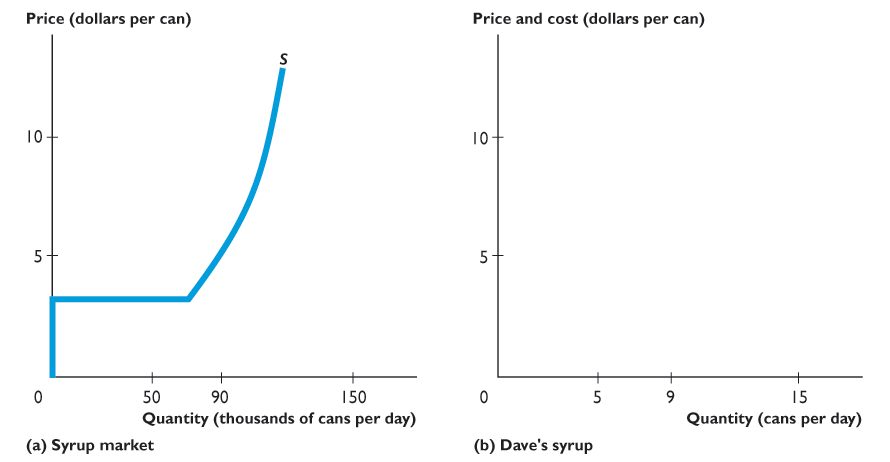 Price (dollars per can)
S
10
5
0
50
90
150
Quantity (thousands of cans per day)
(a) Syrup market
Price and cost (dollars per can)
10
5
0
5
9
15
Quantity (cans per day)
(b) Dave's syrup